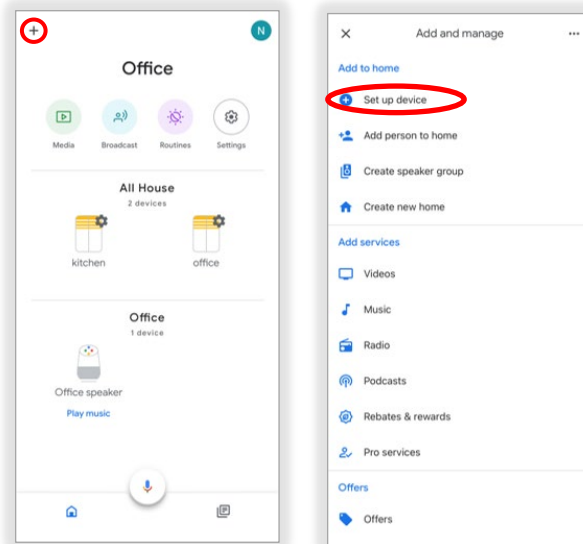 +
N
Office
Media Broadcast Routines Settings
All House
2 devices
kitchen office
Office
1 device
Office speaker
Play music
Add and manage
Add to home
Set up device
Add person to home
Create speaker group
Create new home
Add services
Videos
Music
Radio
Podcasts
Rebates & rewards
Pro services
Offers
Offers